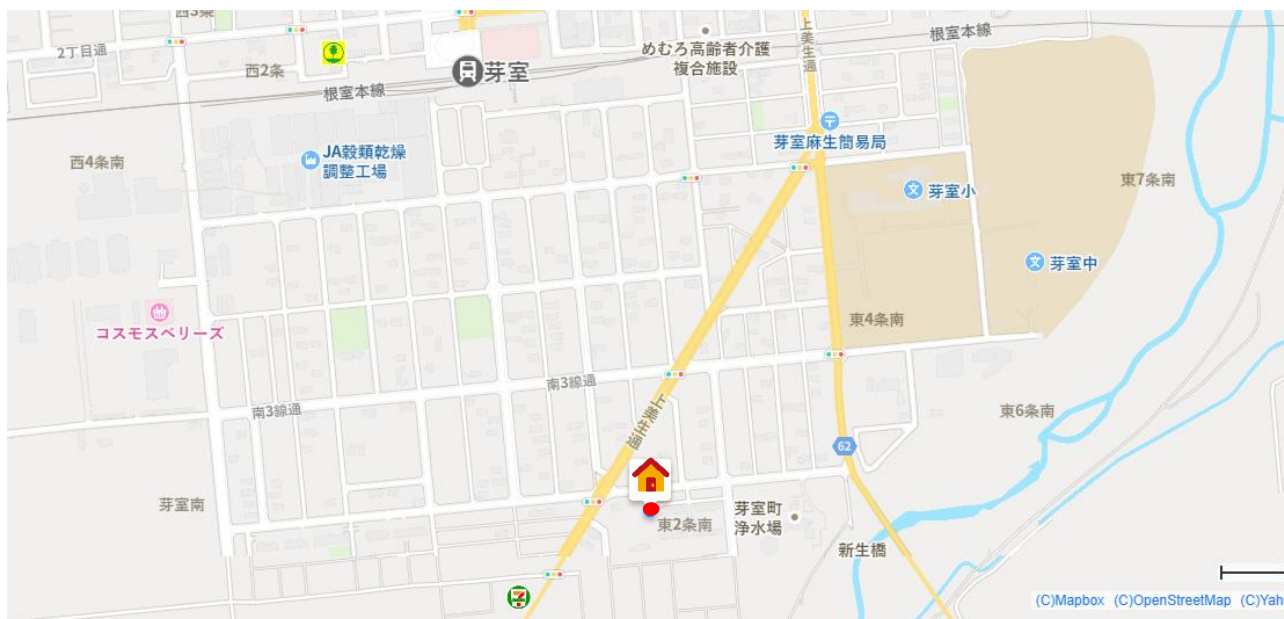 西3条
上美生通
2丁目通
めむろ高齢者介護
複合施設
根室本線
西2条
芽室
根室本線
芽室麻生簡易局
JA穀類乾燥
調整工場
西4条南
東7条南
芽室小
芽室中
コスモスベリーズ
東4条南
南3線通
南3線通
上美生通
東6条南
62
芽室南
芽室町
浄水場
東2条南
新生橋
7
(C)Mapbox (C)OpenStreetMap (C)Yah